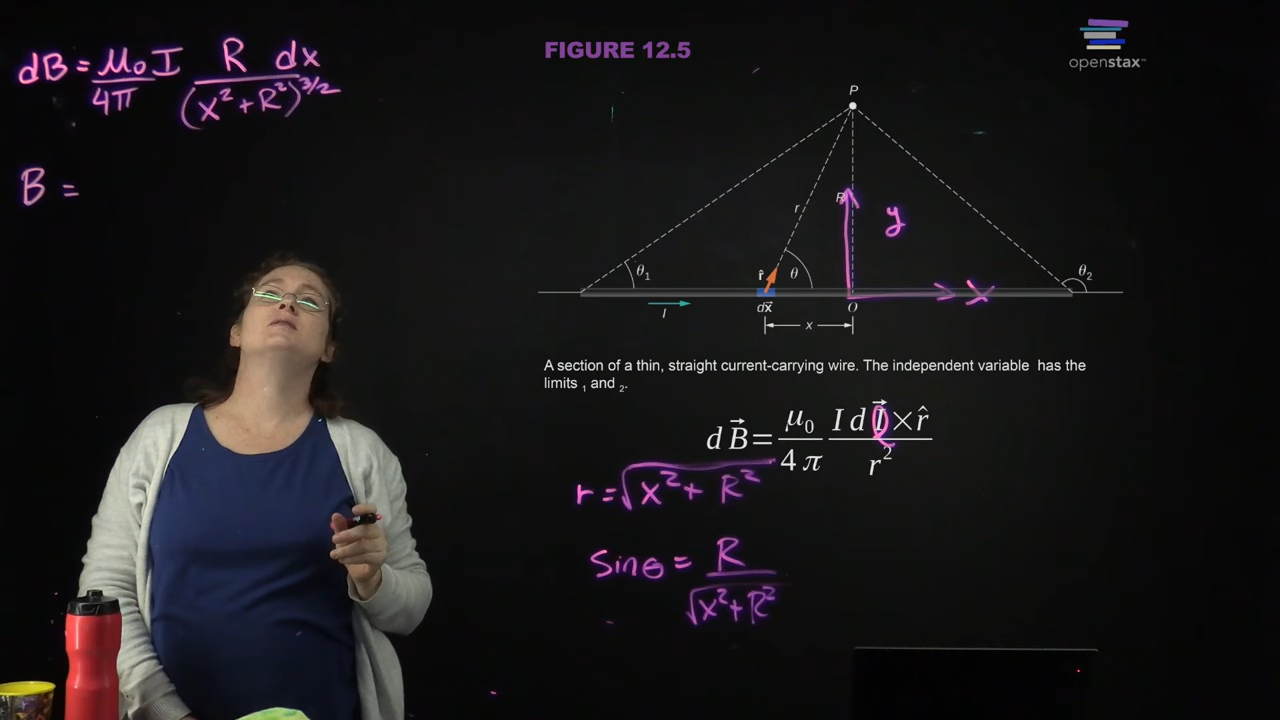 dB = μ₀I/4π R dx/(x² + R²)^3/2
B =
FIGURE 12.5
openstax™
P
R
y
r
r̂
θ₁
θ
θ₂
x
I
dx⃗
O
x
A section of a thin, straight current-carrying wire. The independent variable has the
limits ₁ and ₂.
dB⃗ = μ₀/4π I dl⃗ × r̂/r²
r = √x² + R²
Sinθ = R/√x² + R²